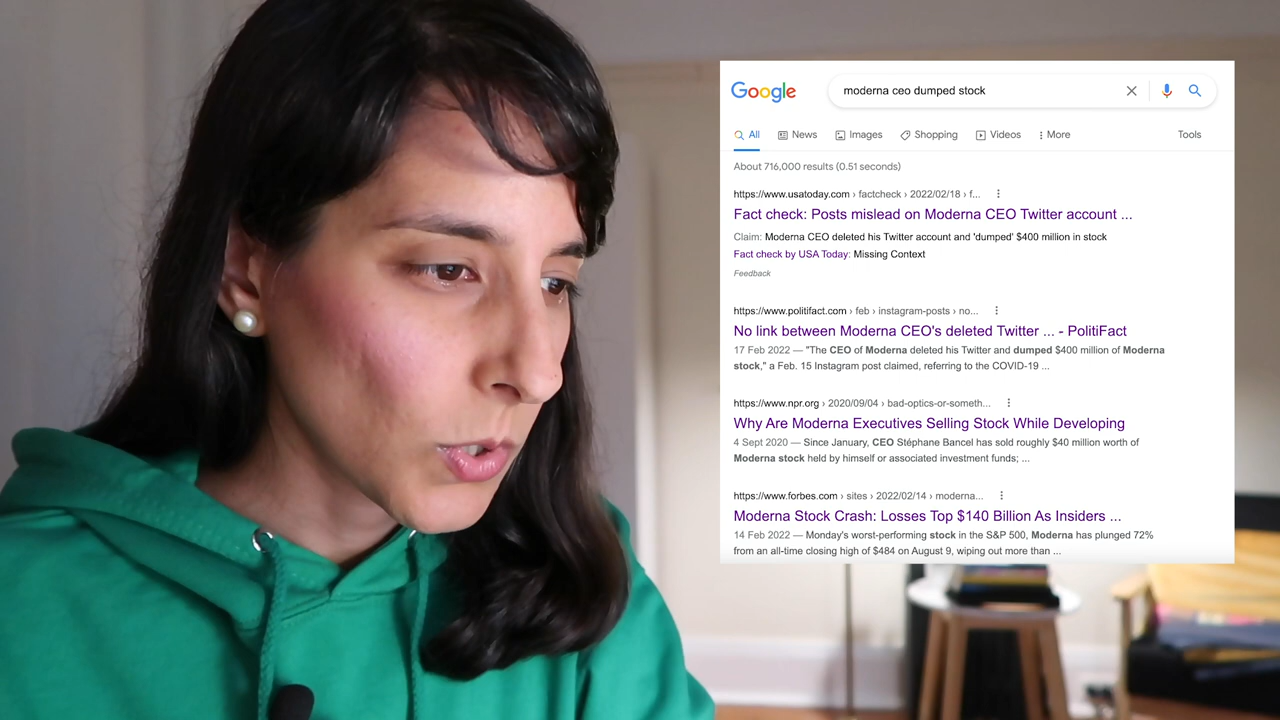 Google
moderna ceo dumped stock
All News Images Shopping Videos More Tools
About 716,000 results (0.51 seconds)
https://www.usatoday.com › factcheck › 2022/02/18 › f...
Fact check: Posts mislead on Moderna CEO Twitter account ...
Claim: Moderna CEO deleted his Twitter account and 'dumped' $400 million in stock
Fact check by USA Today: Missing Context
Feedback
https://www.politifact.com › feb › instagram-posts › no...
No link between Moderna CEO's deleted Twitter ... - PolitiFact
17 Feb 2022 — "The CEO of Moderna deleted his Twitter and dumped $400 million of Moderna
stock," a Feb. 15 Instagram post claimed, referring to the COVID-19 ...
https://www.npr.org › 2020/09/04 › bad-optics-or-someth...
Why Are Moderna Executives Selling Stock While Developing
4 Sept 2020 — Since January, CEO Stéphane Bancel has sold roughly $40 million worth of
Moderna stock held by himself or associated investment funds; ...
https://www.forbes.com › sites › 2022/02/14 › moderna...
Moderna Stock Crash: Losses Top $140 Billion As Insiders ...
14 Feb 2022 — Monday's worst-performing stock in the S&P 500, Moderna has plunged 72%
from an all-time closing high of $484 on August 9, wiping out more than ...